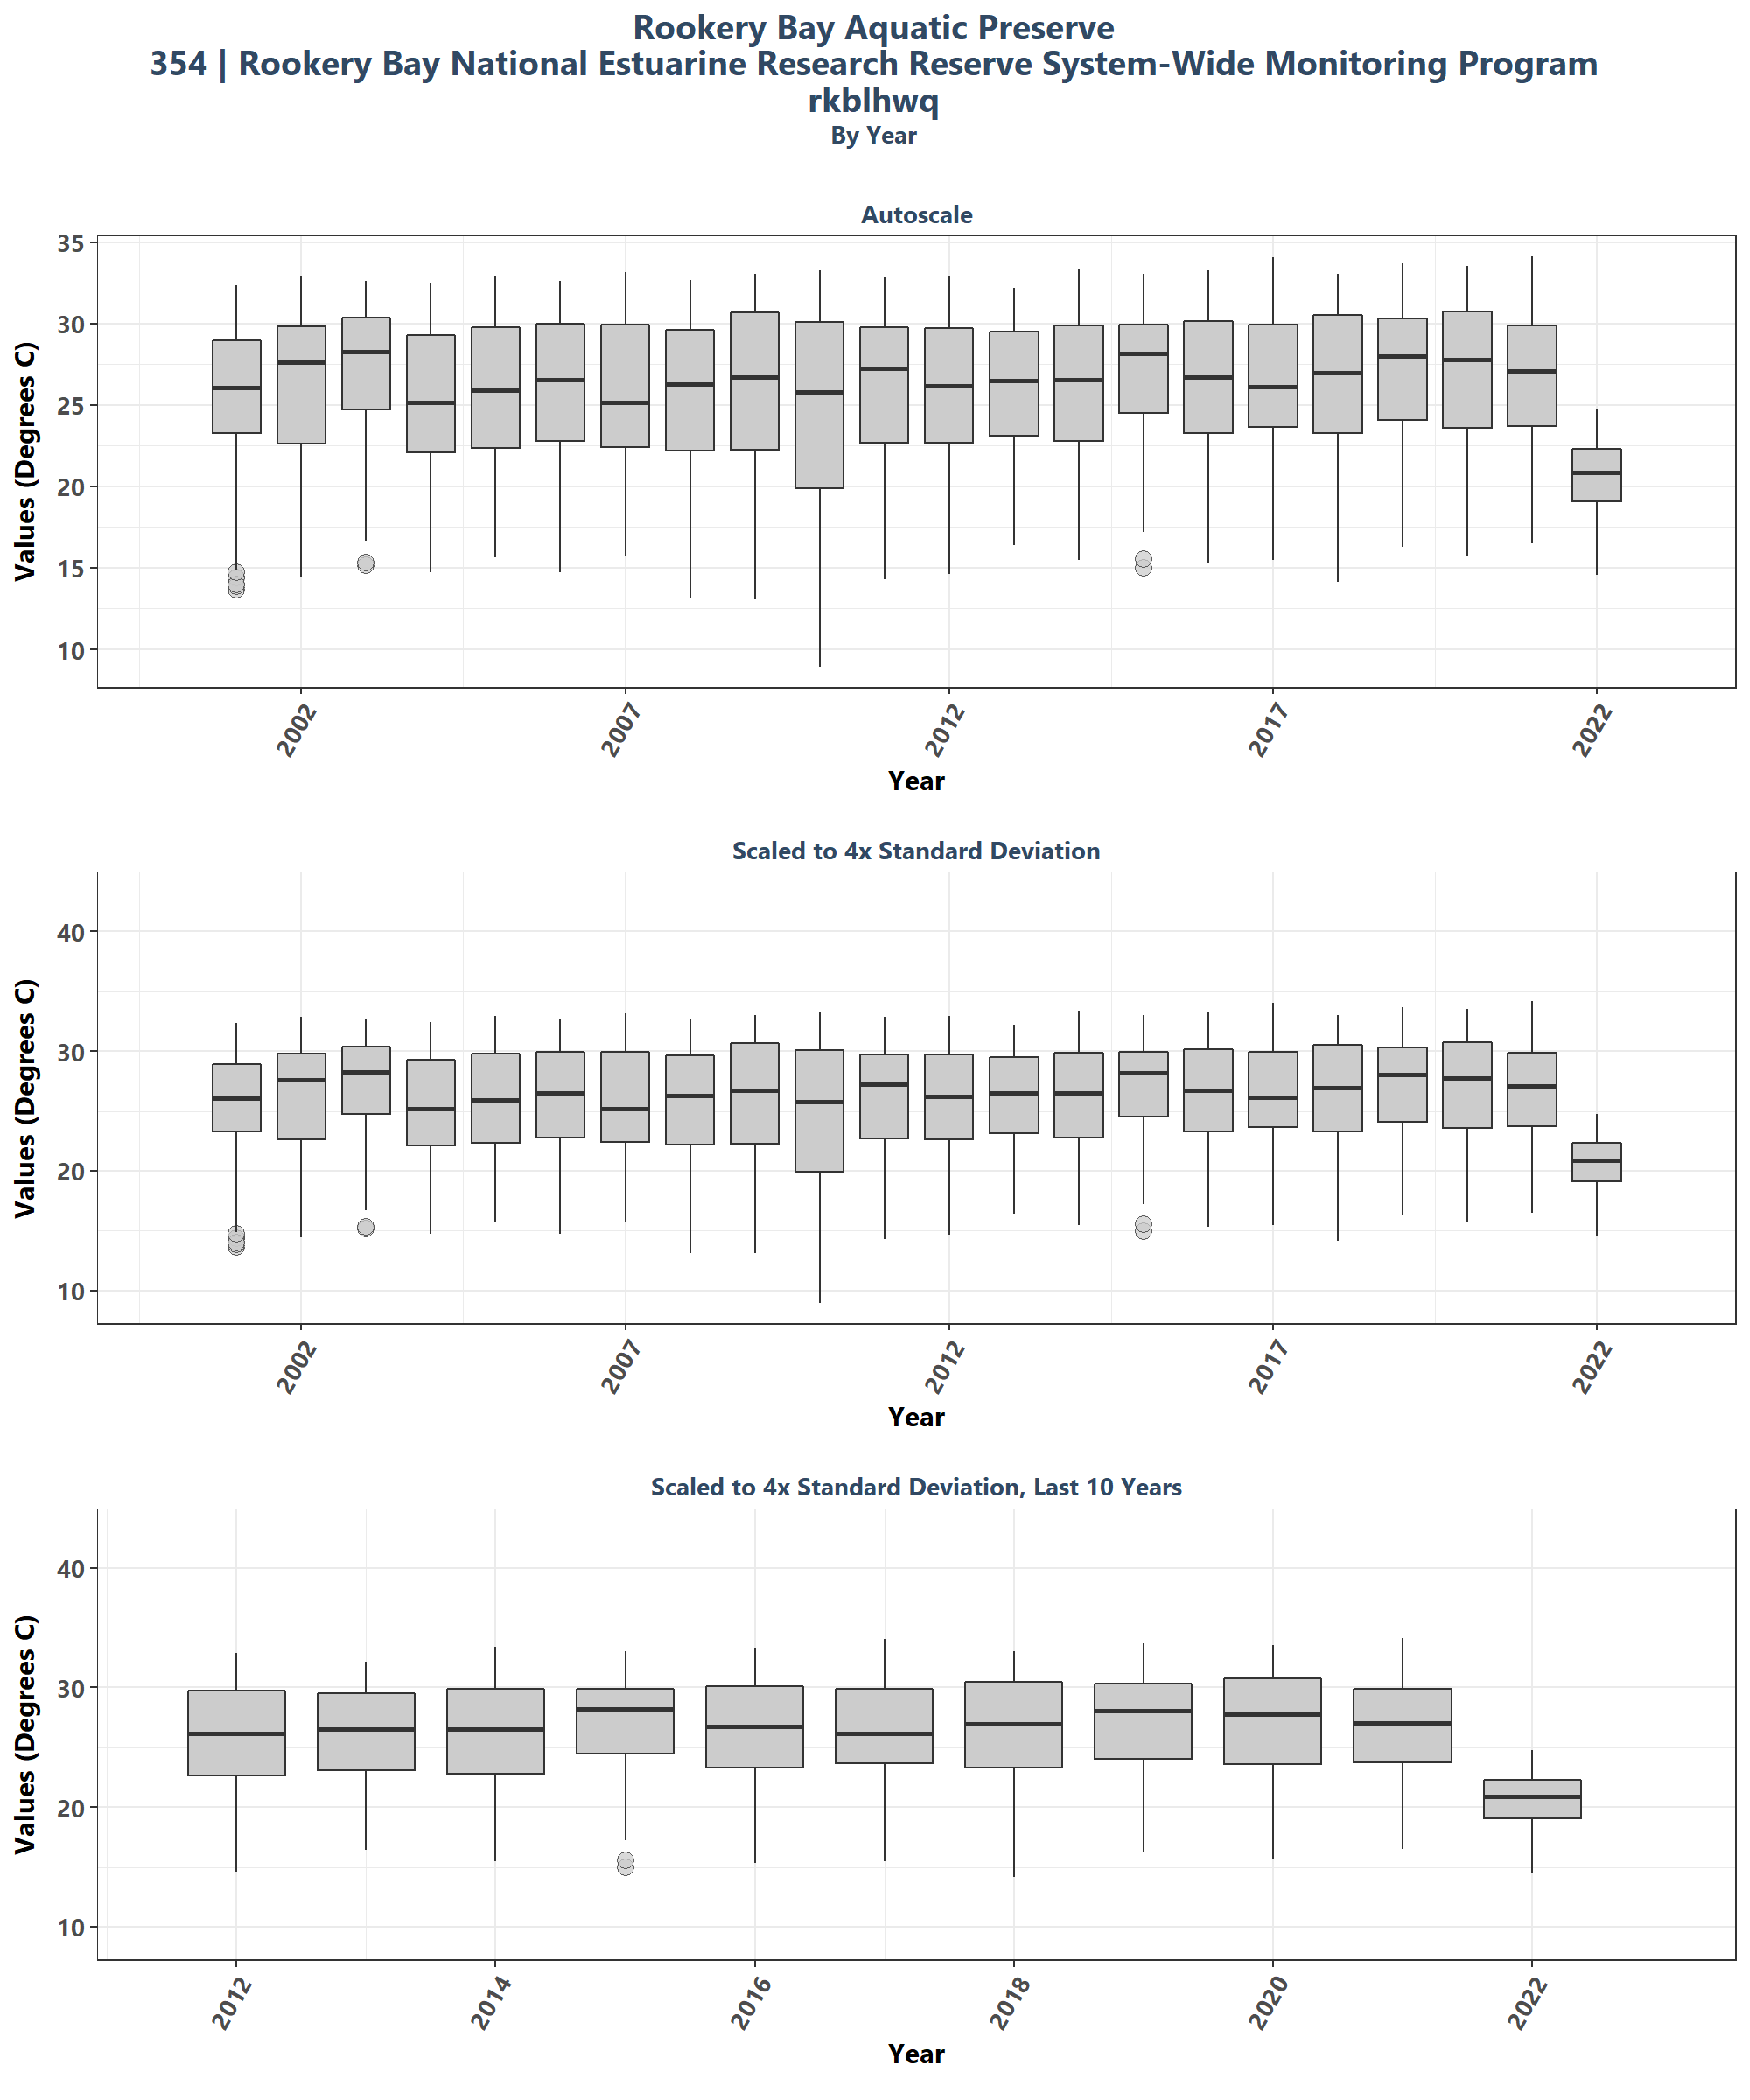 Rookery Bay Aquatic Preserve
354 | Rookery Bay National Estuarine Research Reserve System-Wide Monitoring Program
rkblhwq
By Year
Autoscale
Values (Degrees C)
35
30
25
20
15
10
2002
2007
2012
2017
2022
Year
Scaled to 4x Standard Deviation
Values (Degrees C)
40
30
20
10
2002
2007
2012
2017
2022
Year
Scaled to 4x Standard Deviation, Last 10 Years
Values (Degrees C)
40
30
20
10
2012
2014
2016
2018
2020
2022
Year